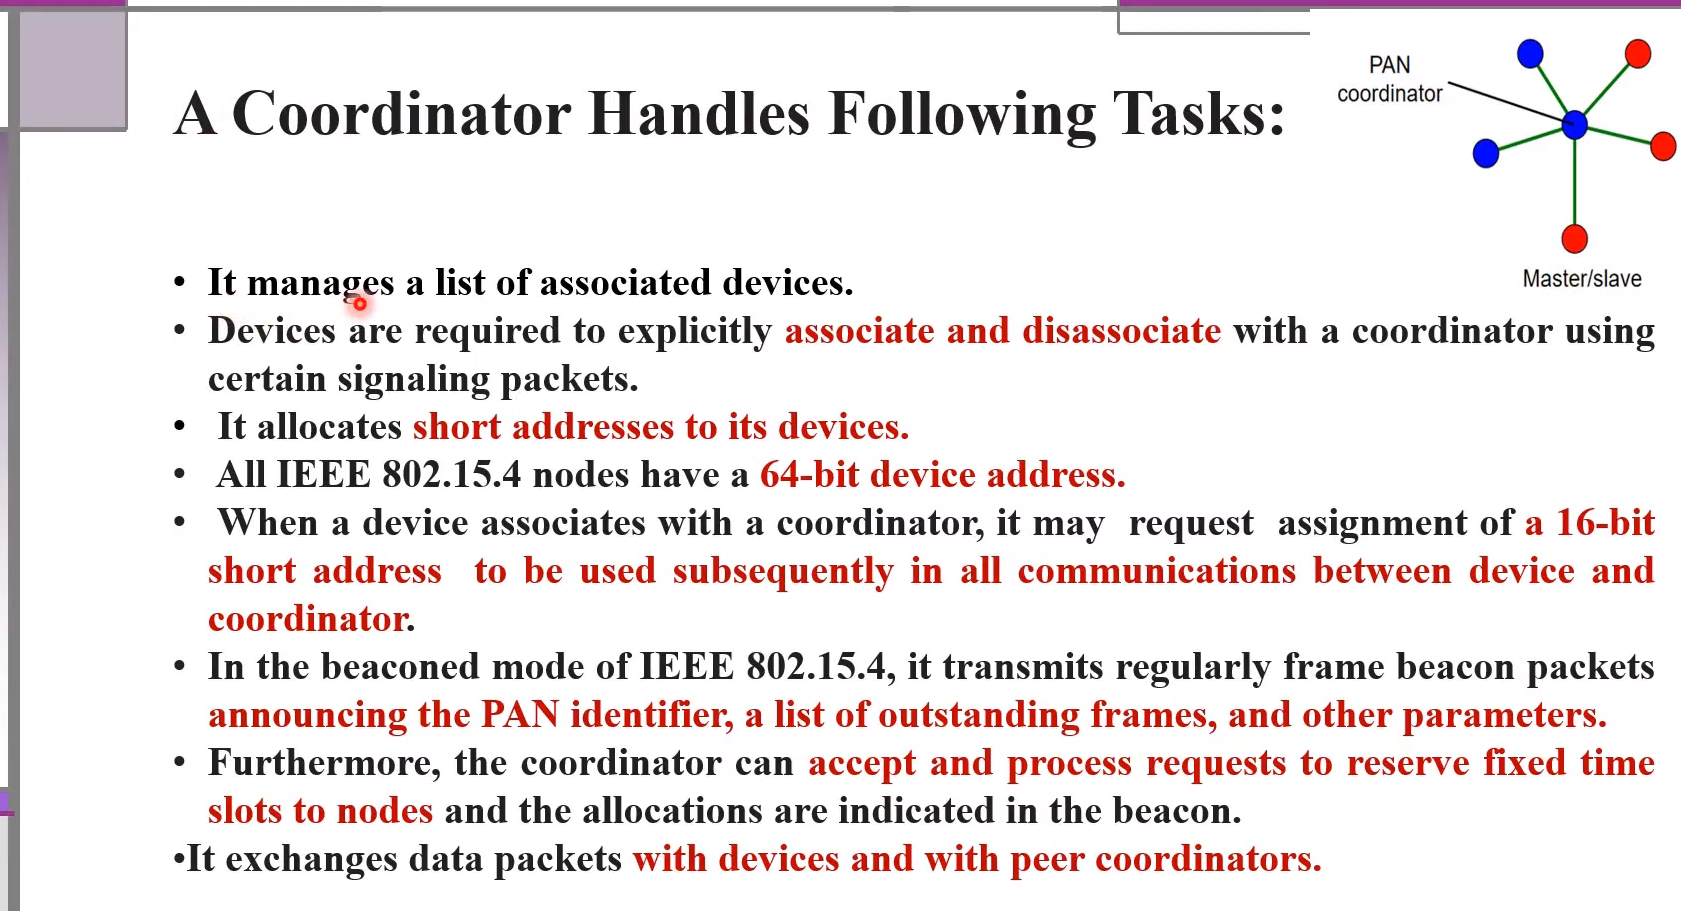 A Coordinator Handles Following Tasks:
PAN
coordinator
Master/slave
• It manages a list of associated devices.
• Devices are required to explicitly associate and disassociate with a coordinator using
certain signaling packets.
• It allocates short addresses to its devices.
• All IEEE 802.15.4 nodes have a 64-bit device address.
• When a device associates with a coordinator, it may request assignment of a 16-bit
short address to be used subsequently in all communications between device and
coordinator.
• In the beaconed mode of IEEE 802.15.4, it transmits regularly frame beacon packets
announcing the PAN identifier, a list of outstanding frames, and other parameters.
• Furthermore, the coordinator can accept and process requests to reserve fixed time
slots to nodes and the allocations are indicated in the beacon.
•It exchanges data packets with devices and with peer coordinators.